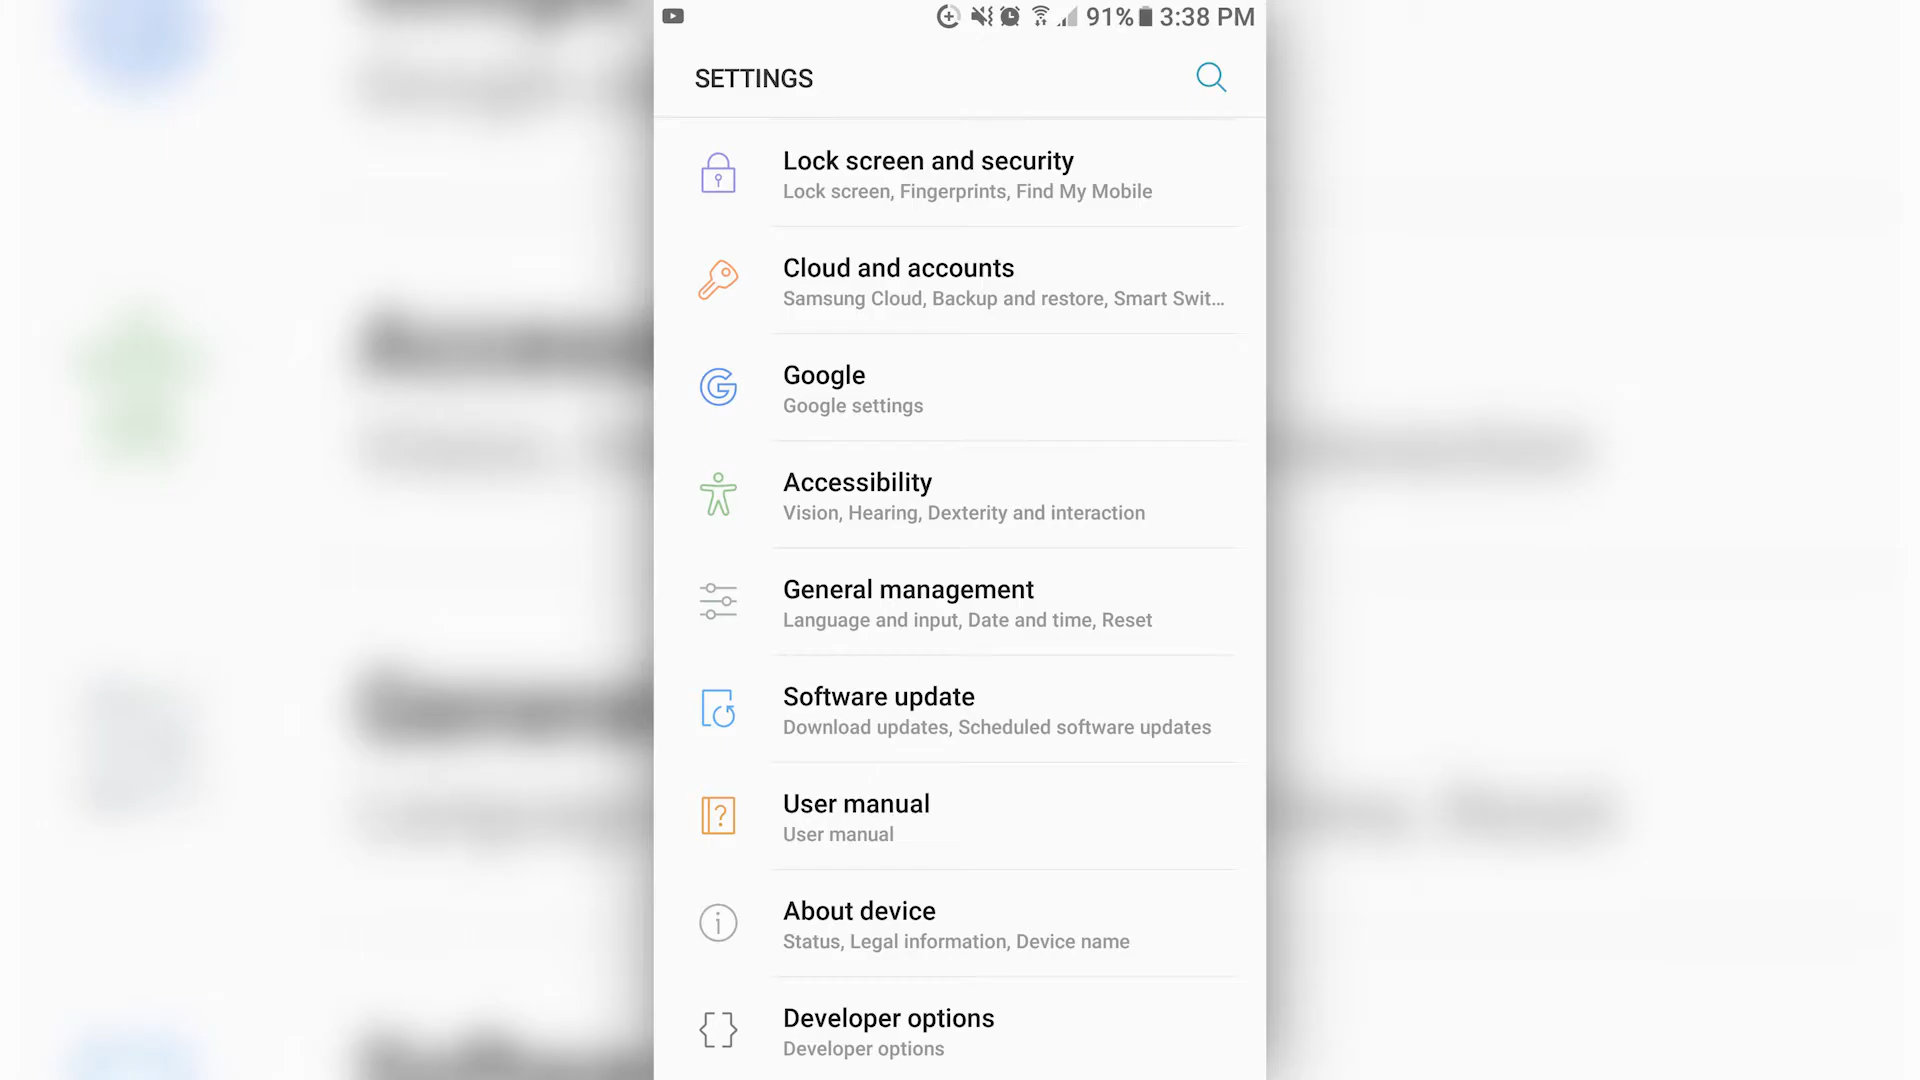 91% 3:38 PM
SETTINGS
Lock screen and security
Lock screen, Fingerprints, Find My Mobile
Cloud and accounts
Samsung Cloud, Backup and restore, Smart Swit...
Google
Google settings
Accessibility
Vision, Hearing, Dexterity and interaction
General management
Language and input, Date and time, Reset
Software update
Download updates, Scheduled software updates
User manual
User manual
About device
Status, Legal information, Device name
Developer options
Developer options